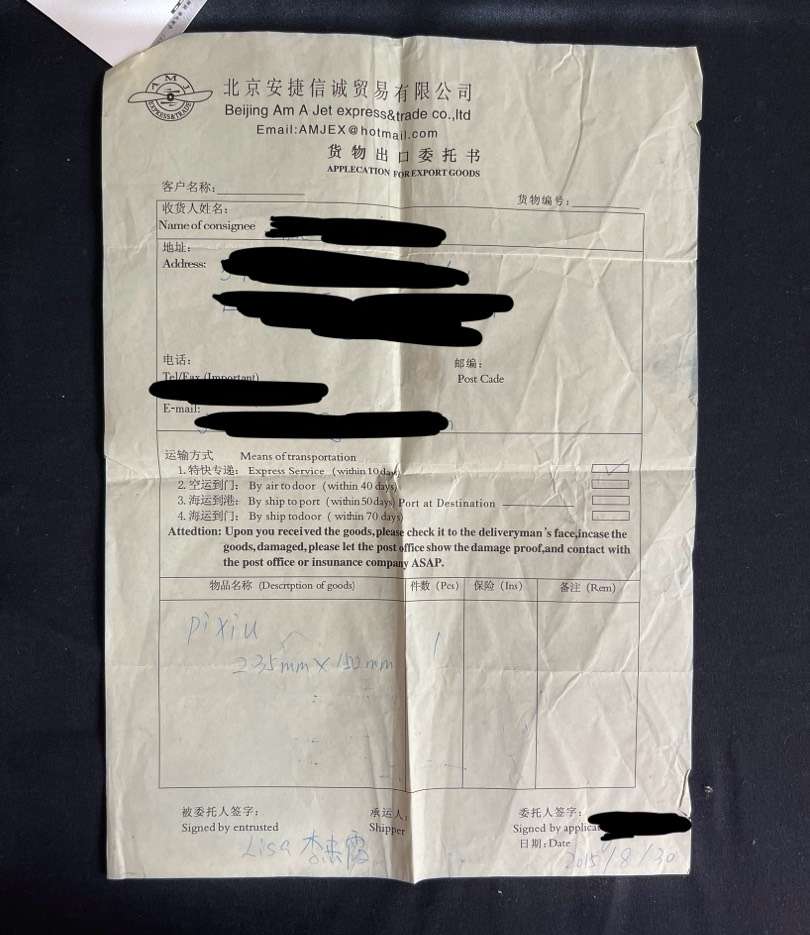 AMJ
EXPRESS&TRADE
北京安捷信诚贸易有限公司
Beijing Am A Jet express&trade co.,ltd
Email:AMJEX@hotmail.com
货物出口委托书
APPLECATION FOR EXPORT GOODS
客户名称:
货物编号:
收货人姓名:
Name of consignee
地址:
Address:
电话:
邮编:
Tel/Fax (Important)
Post Cade
E-mail:
运输方式 Means of transportation
1.特快专递: Express Service (within 10 days)
2.空运到门: By air to door (within 40 days)
3.海运到港: By ship to port (within 50 days) Port at Destination
4.海运到门: By ship to door (within 70 days)
Attedtion: Upon you received the goods,please check it to the deliveryman's face,incase the
goods,damaged,please let the post office show the damage proof,and contact with
the post office or insunance company ASAP.
物品名称 (Descrtption of goods) 件数 (Pcs) 保险 (Ins) 备注 (Rem)
pixiu
235mm×150mm 1
被委托人签字: 承运人: 委托人签字:
Signed by entrusted Shipper Signed by applica
日期:Date
Lisa 2015/8/30